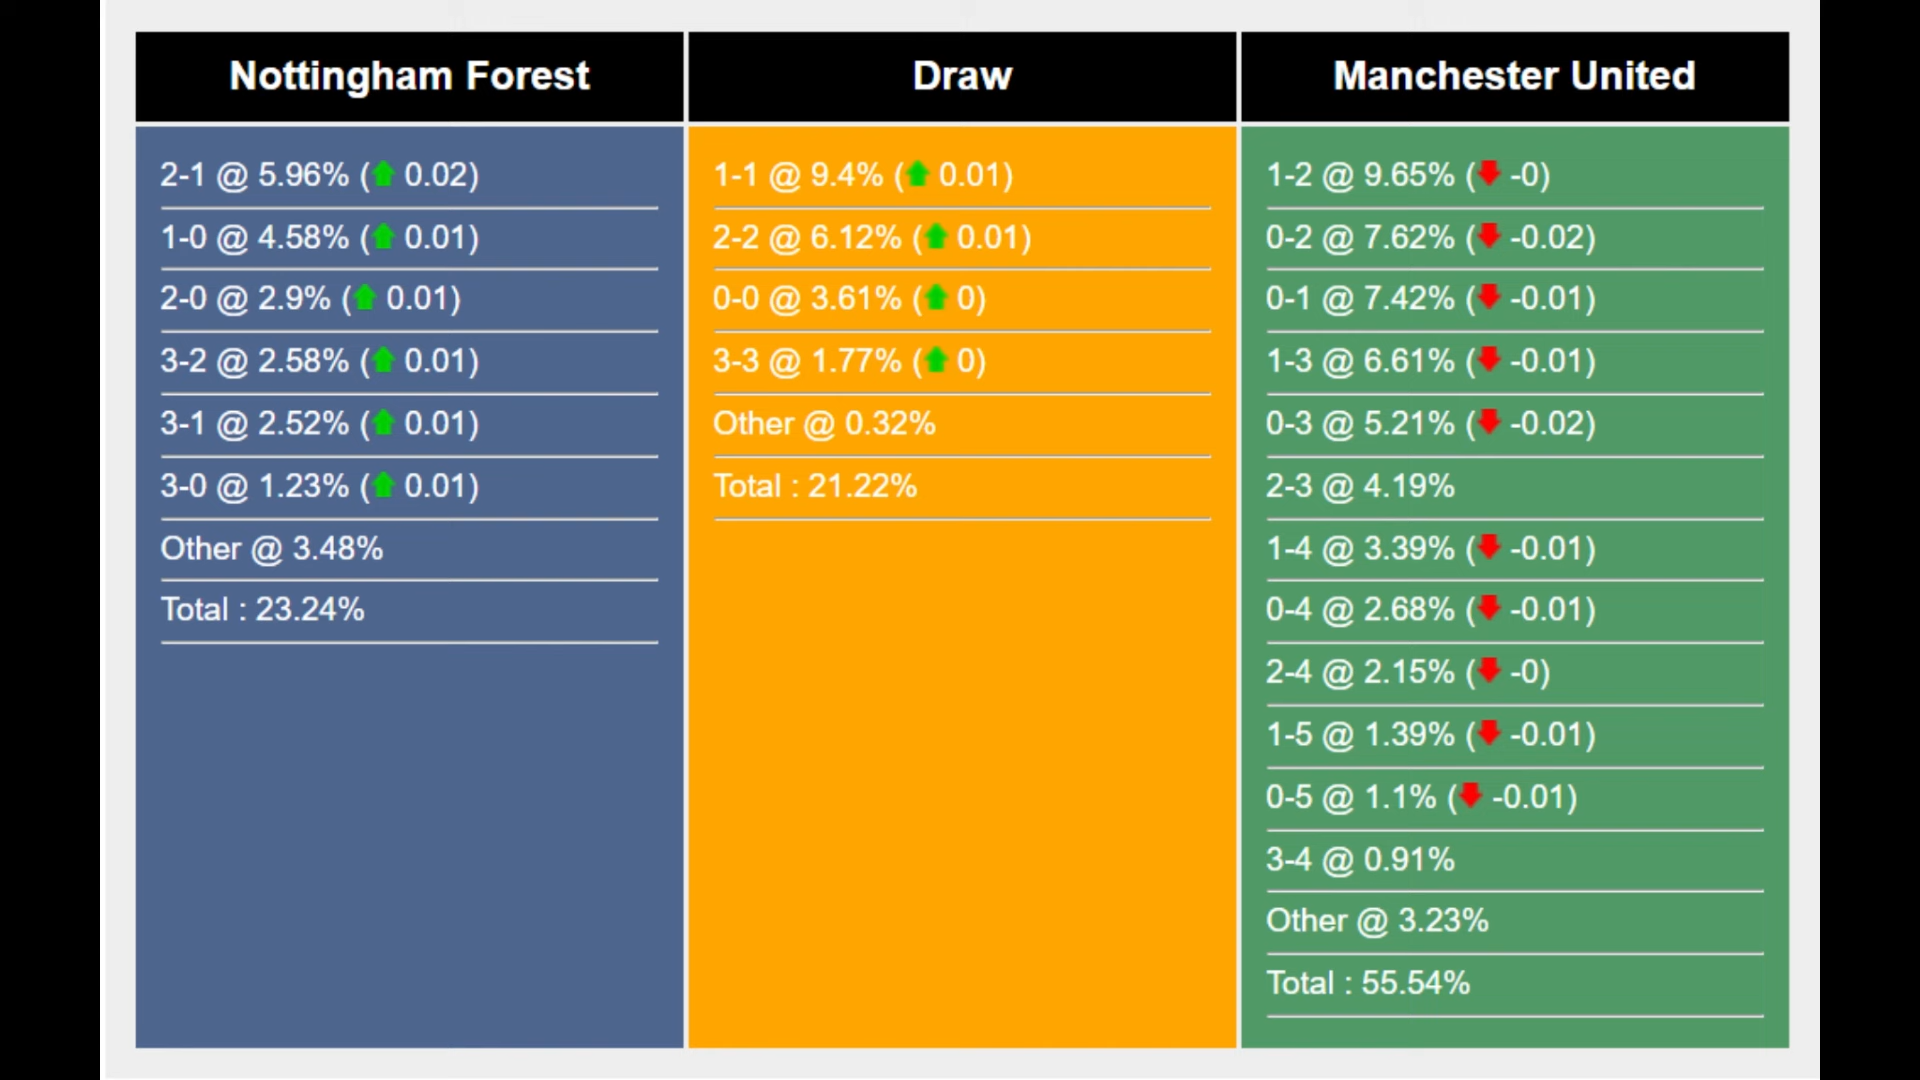 Nottingham Forest
2-1 @ 5.96% (⬆ 0.02)
1-0 @ 4.58% (⬆ 0.01)
2-0 @ 2.9% (⬆ 0.01)
3-2 @ 2.58% (⬆ 0.01)
3-1 @ 2.52% (⬆ 0.01)
3-0 @ 1.23% (⬆ 0.01)
Other @ 3.48%
Total : 23.24%
Draw
1-1 @ 9.4% (⬆ 0.01)
2-2 @ 6.12% (⬆ 0.01)
0-0 @ 3.61% (⬆ 0)
3-3 @ 1.77% (⬆ 0)
Other @ 0.32%
Total : 21.22%
Manchester United
1-2 @ 9.65% (⬇ -0)
0-2 @ 7.62% (⬇ -0.02)
0-1 @ 7.42% (⬇ -0.01)
1-3 @ 6.61% (⬇ -0.01)
0-3 @ 5.21% (⬇ -0.02)
2-3 @ 4.19%
1-4 @ 3.39% (⬇ -0.01)
0-4 @ 2.68% (⬇ -0.01)
2-4 @ 2.15% (⬇ -0)
1-5 @ 1.39% (⬇ -0.01)
0-5 @ 1.1% (⬇ -0.01)
3-4 @ 0.91%
Other @ 3.23%
Total : 55.54%